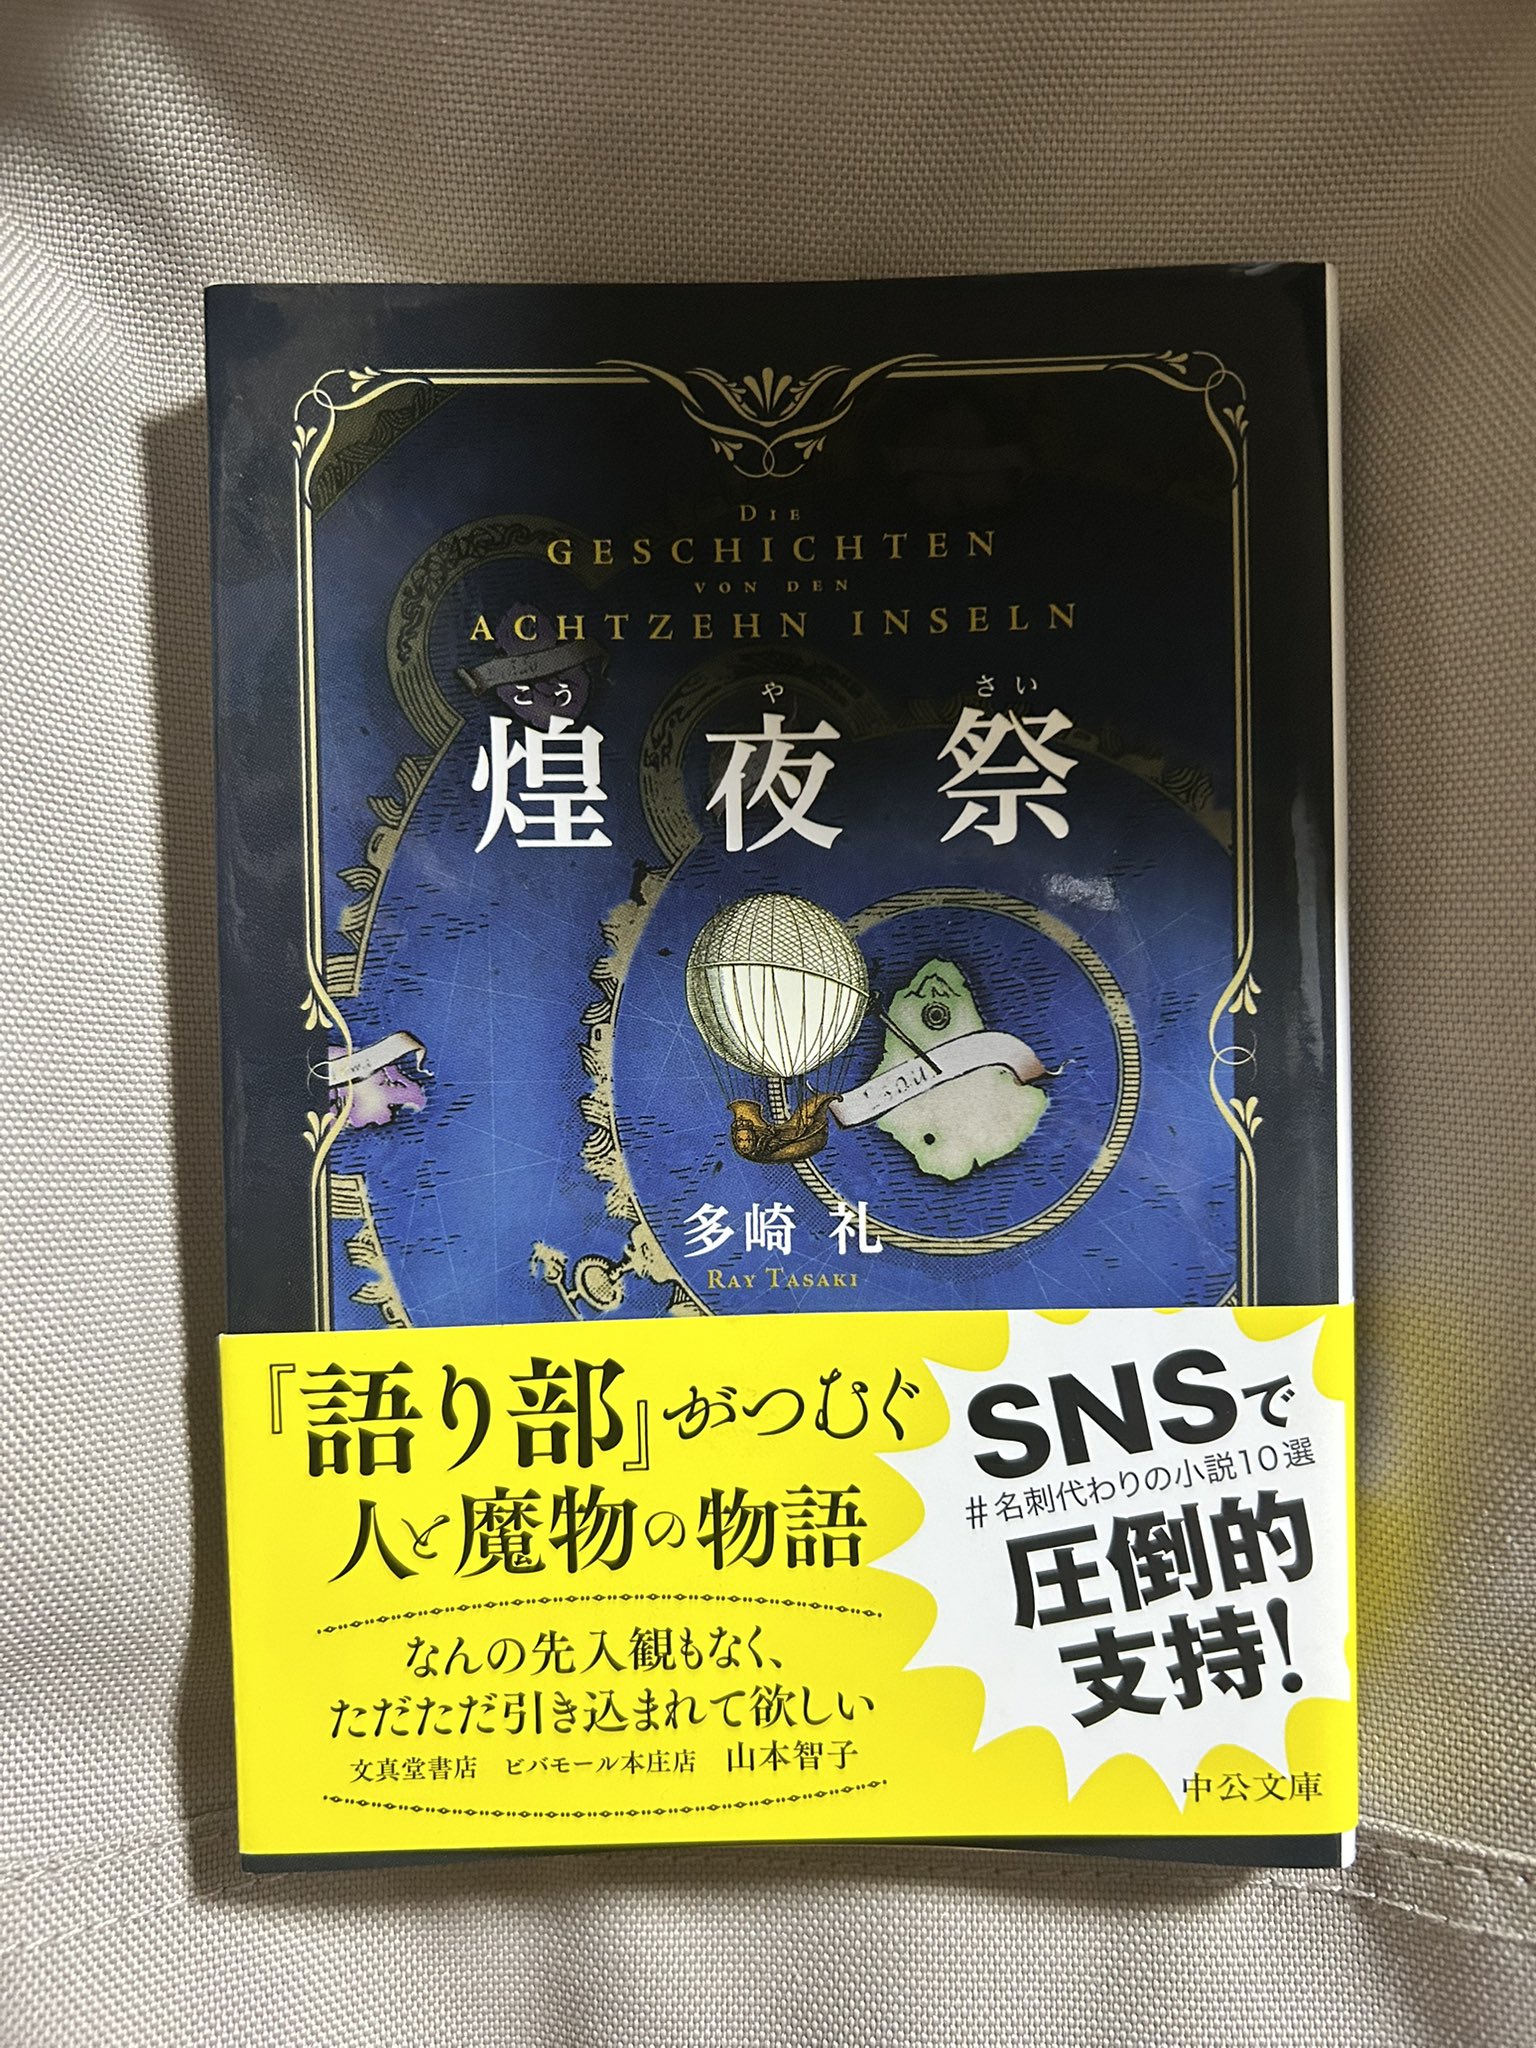 DIE
GESCHICHTEN
VON DEN
ACHTZEHN INSELN
こう や さい
煌夜祭
多崎 礼
RAY TASAKI
『語り部』がつむぐ
人と魔物の物語
なんの先入観もなく、
ただただ引き込まれて欲しい
文真堂書店 ビバモール本庄店 山本智子
SNSで
#名刺代わりの小説10選
圧倒的
支持!
中公文庫